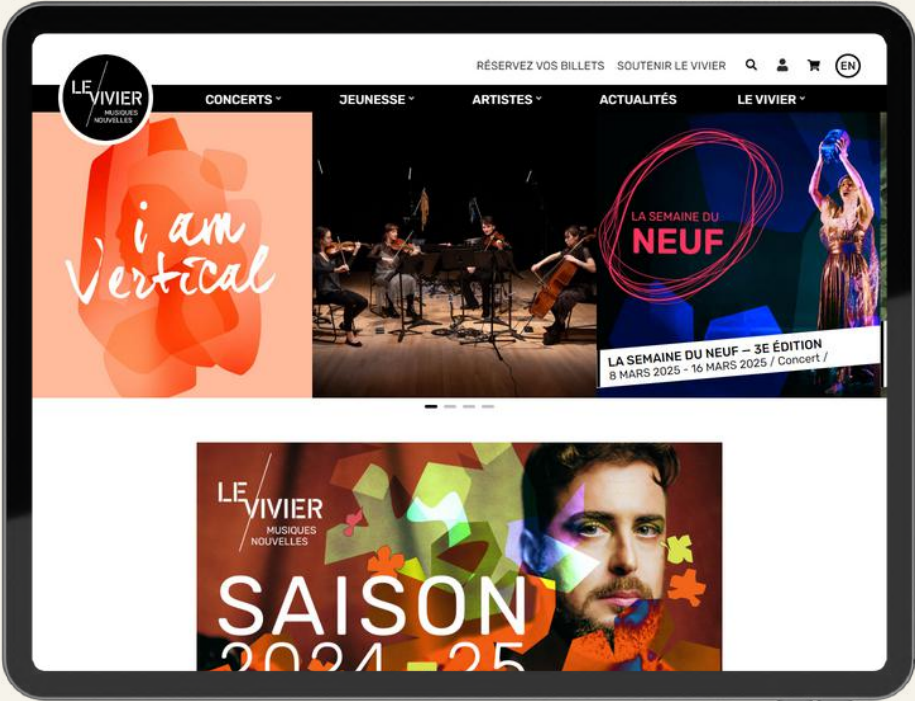 RÉSERVEZ VOS BILLETS SOUTENIR LE VIVIER EN
LE VIVIER
MUSIQUES
NOUVELLES
CONCERTS JEUNESSE ARTISTES ACTUALITÉS LE VIVIER
i am
Vertical
LA SEMAINE DU
NEUF
LA SEMAINE DU NEUF – 3E ÉDITION
8 MARS 2025 - 16 MARS 2025 / Concert /
LE VIVIER
MUSIQUES
NOUVELLES
SAISON
2024-25